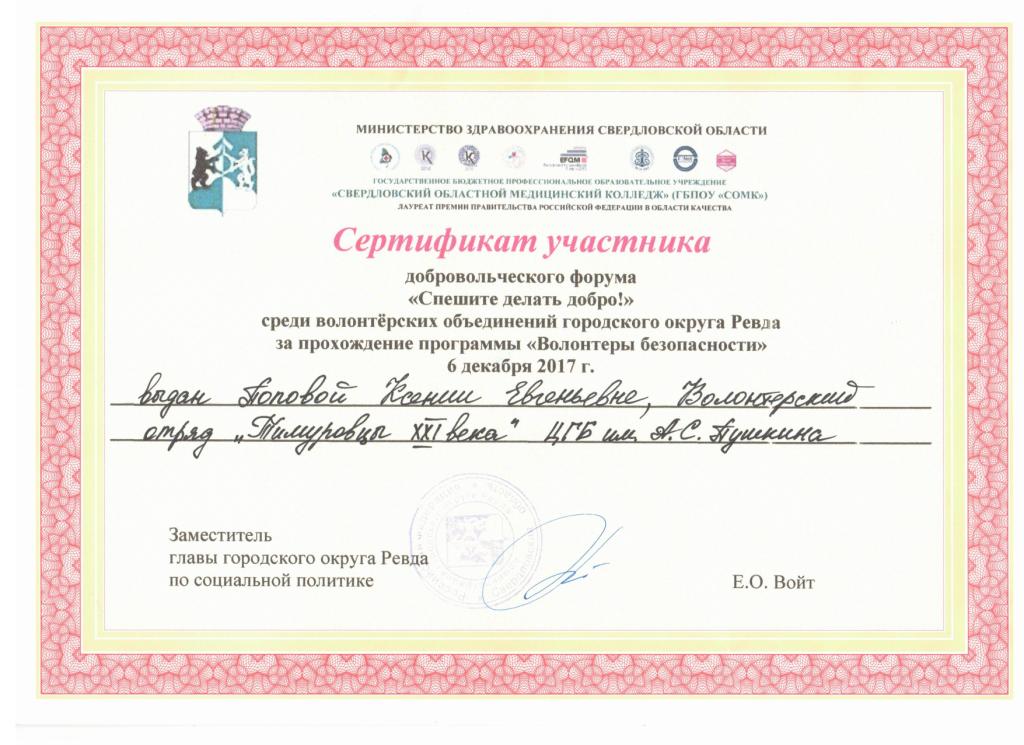 МИНИСТЕРСТВО ЗДРАВООХРАНЕНИЯ СВЕРДЛОВСКОЙ ОБЛАСТИ
EFQM
ГОСУДАРСТВЕННОЕ БЮДЖЕТНОЕ ПРОФЕССИОНАЛЬНОЕ ОБРАЗОВАТЕЛЬНОЕ УЧРЕЖДЕНИЕ
«СВЕРДЛОВСКИЙ ОБЛАСТНОЙ МЕДИЦИНСКИЙ КОЛЛЕДЖ» (ГБПОУ «СОМК»)
ЛАУРЕАТ ПРЕМИИ ПРАВИТЕЛЬСТВА РОССИЙСКОЙ ФЕДЕРАЦИИ В ОБЛАСТИ КАЧЕСТВА
Сертификат участника
добровольческого форума
«Спешите делать добро!»
среди волонтёрских объединений городского округа Ревда
за прохождение программы «Волонтеры безопасности»
6 декабря 2017 г.
выдан Поповой Ксении Евгеньевне, Волонтерский
отряд „Тимуровцы XXI века" ЦГБ им. А.С. Пушкина
Заместитель
главы городского округа Ревда
по социальной политике
Е.О. Войт